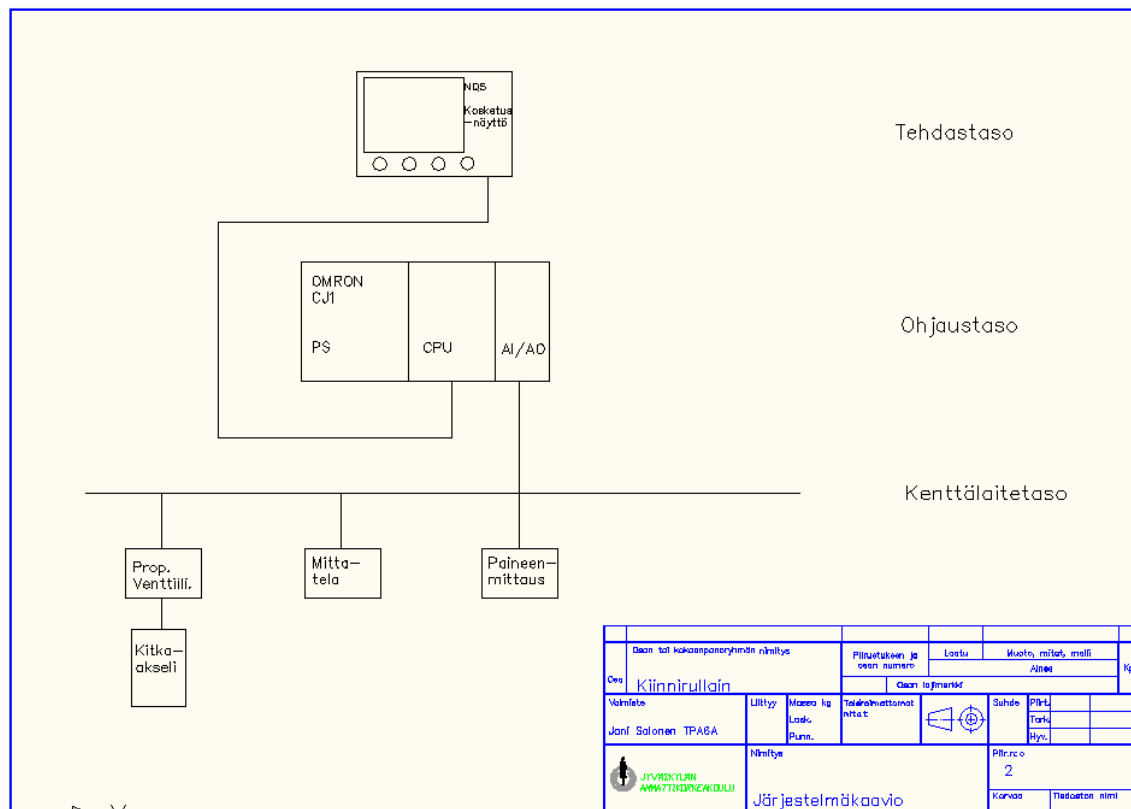 NQ5
Kosketus
-näyttö
Tehdastaso
OMRON
CJ1
PS
CPU
AI/AO
Ohjaustaso
Kenttälaitetaso
Prop.
Venttiili.
Mitta-
tela
Paineen-
mittaus
Kitka-
akseli
Osan tai kokoonpanoryhmän nimitys
Piirustuksen ja
osan numero
Laatu
Muoto, mitat, malli
Aines
Osa
Kiinnirullain
Osan lajimerkki
Valmiste
Jani Salonen TPA6A
Liittyy
Massa kg
Lask.
Punn.
Toleroimattomat
mitat
Suhde
Piirt.
Tark.
Hyv.
JYVÄSKYLÄN
AMMATTIKORKEAKOULU
Nimitys
Järjestelmäkaavio
Piir.n:o
2
Korvaa
Tiedoston nimi